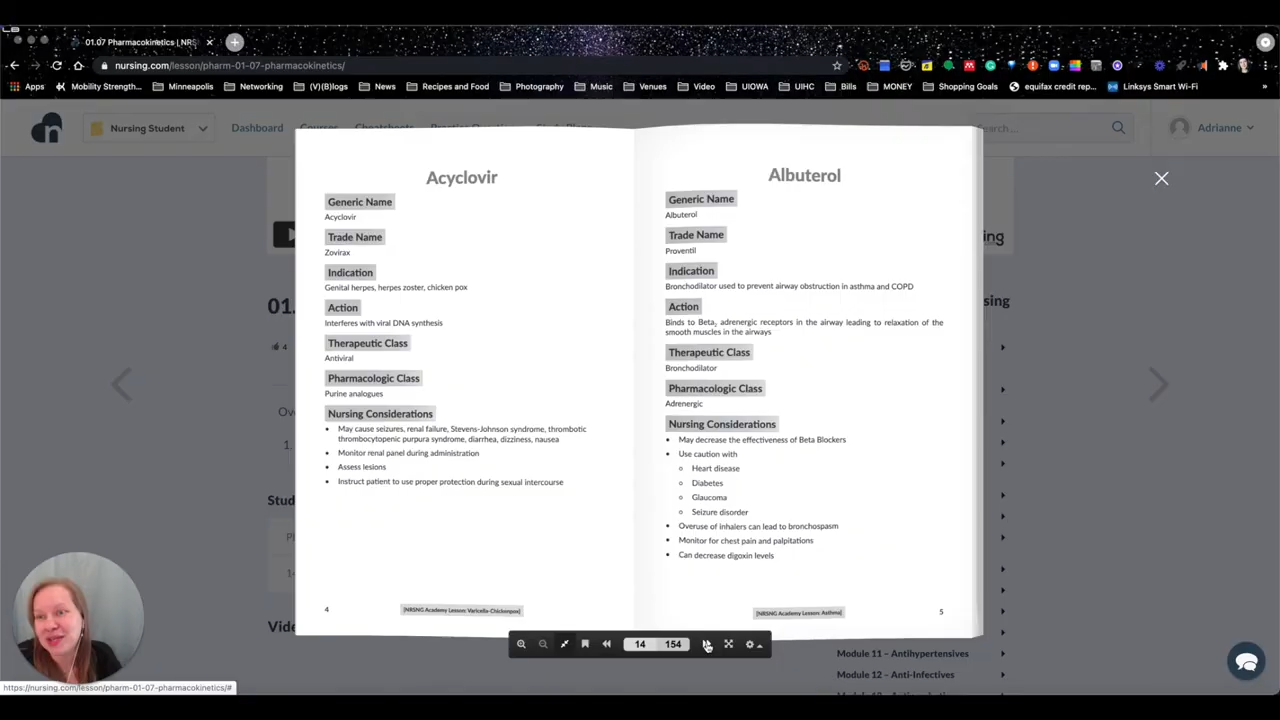 01.07 Pharmacokinetics | NRS
nursing.com/lesson/pharm-01-07-pharmacokinetics/
Apps Mobility Strength... Minneapolis Networking (V)(B)logs News Recipes and Food Photography Music Venues Video UIOWA UIHC Bills MONEY Shopping Goals equifax credit rep... Linksys Smart Wi-Fi »
Nursing Student Dashboard Courses Cheatsheets Search... Adrianne
Acyclovir
Generic Name
Acyclovir
Trade Name
Zovirax
Indication
Genital herpes, herpes zoster, chicken pox
Action
Interferes with viral DNA synthesis
Therapeutic Class
Antiviral
Pharmacologic Class
Purine analogues
Nursing Considerations
• May cause seizures, renal failure, Stevens-Johnson syndrome, thrombotic
thrombocytopenic purpura syndrome, diarrhea, dizziness, nausea
• Monitor renal panel during administration
• Assess lesions
• Instruct patient to use proper protection during sexual intercourse
4
[NRSNG Academy Lesson: Varicella-Chickenpox]
Albuterol
Generic Name
Albuterol
Trade Name
Proventil
Indication
Bronchodilator used to prevent airway obstruction in asthma and COPD
Action
Binds to Beta₂ adrenergic receptors in the airway leading to relaxation of the
smooth muscles in the airways
Therapeutic Class
Bronchodilator
Pharmacologic Class
Adrenergic
Nursing Considerations
• May decrease the effectiveness of Beta Blockers
• Use caution with
○ Heart disease
○ Diabetes
○ Glaucoma
○ Seizure disorder
• Overuse of inhalers can lead to bronchospasm
• Monitor for chest pain and palpitations
• Can decrease digoxin levels
[NRSNG Academy Lesson: Asthma]
5
01.
4
1.
14 154
Module 11 – Antihypertensives
Module 12 – Anti-Infectives
https://nursing.com/lesson/pharm-01-07-pharmacokinetics/#